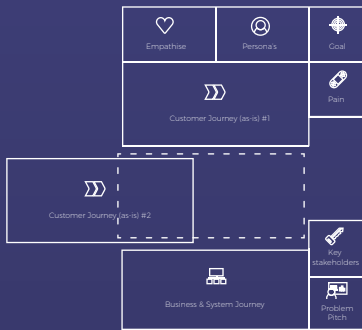 Empathise
Persona's
Goal
Customer Journey (as-is) #1
Pain
Customer Journey (as-is) #2
Key
stakeholders
Business & System Journey
Problem
Pitch